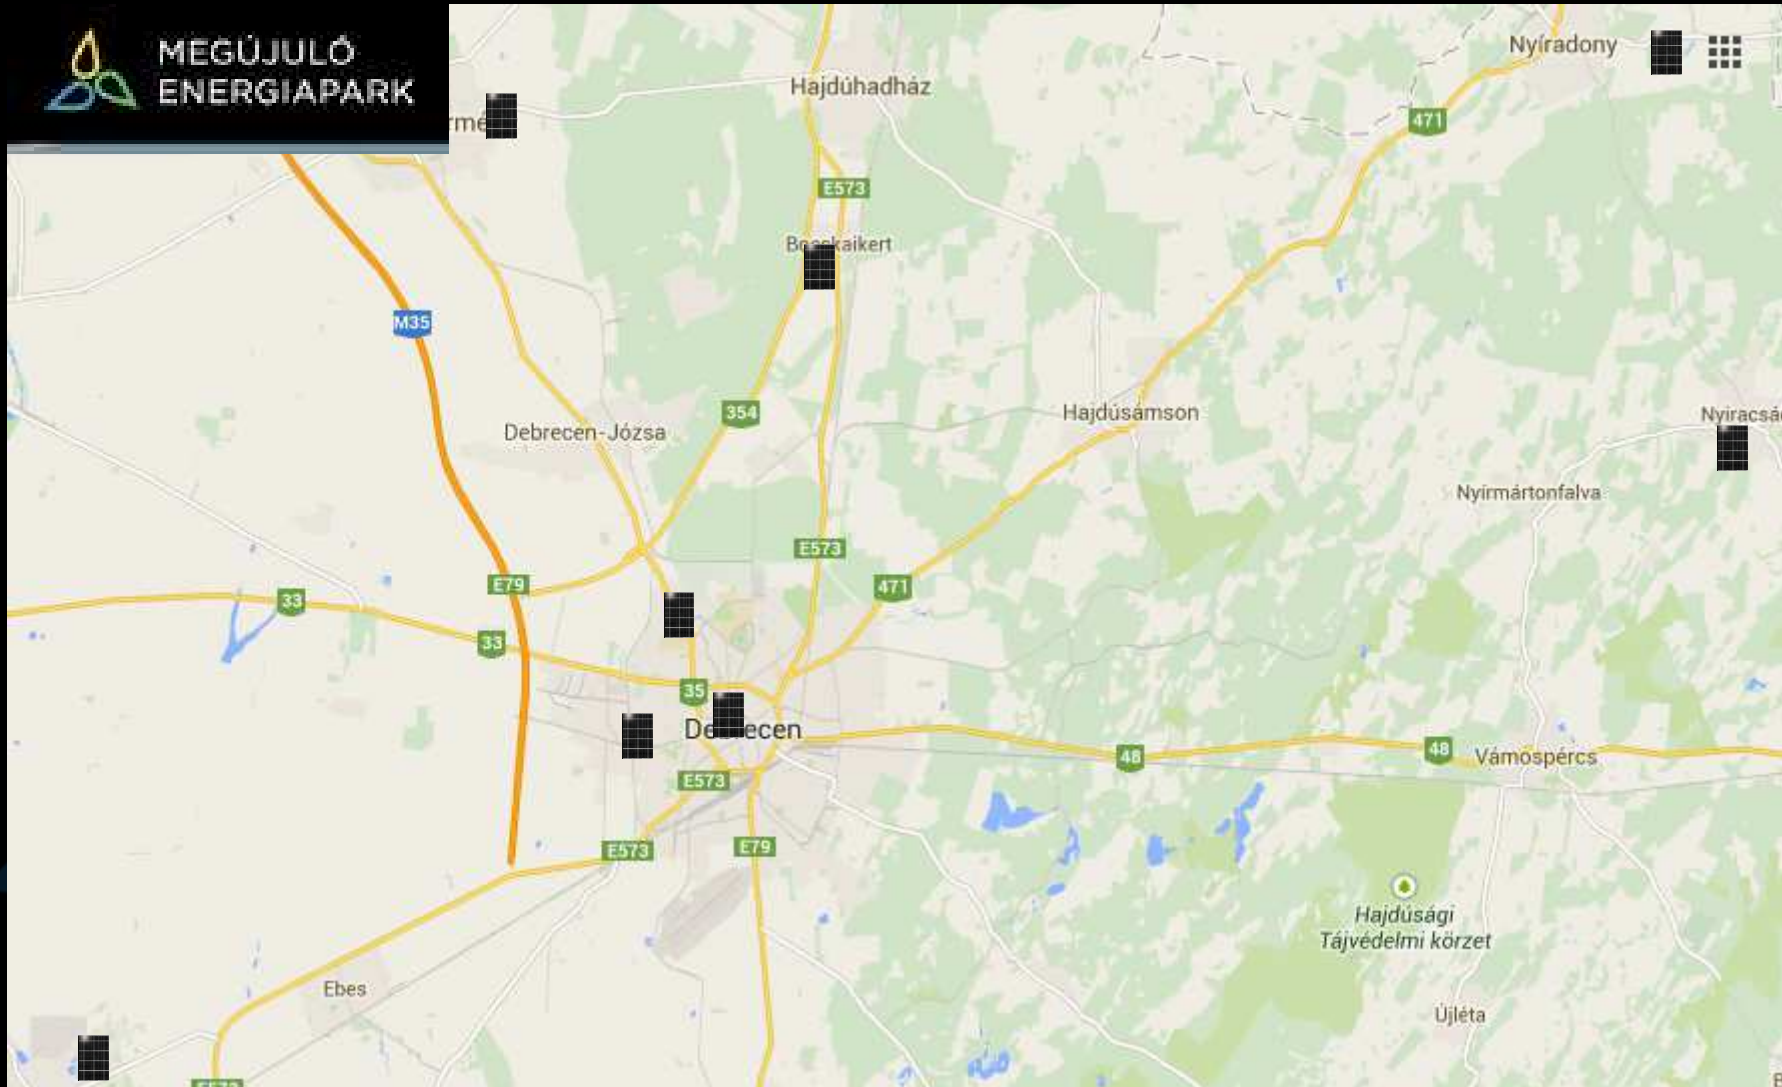 MEGÚJULÓ
ENERGIAPARK
Nyíradony
Hajdúhadház
471
E573
M35
354
Debrecen-Józsa
Hajdúsámson
Nyírmártonfalva
E573
E79
471
33
33
35
Debrecen
48
48
Vámospércs
E573
E573
E79
Hajdúsági
Tájvédelmi körzet
Ebes
Újléta